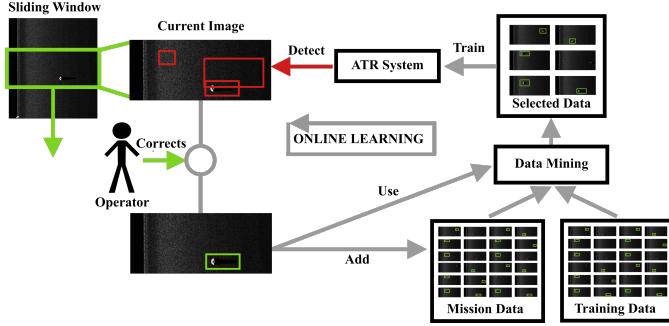 Sliding Window
Current Image
Detect
ATR System
Train
Selected Data
ONLINE LEARNING
Corrects
Operator
Data Mining
Use
Add
Mission Data
Training Data